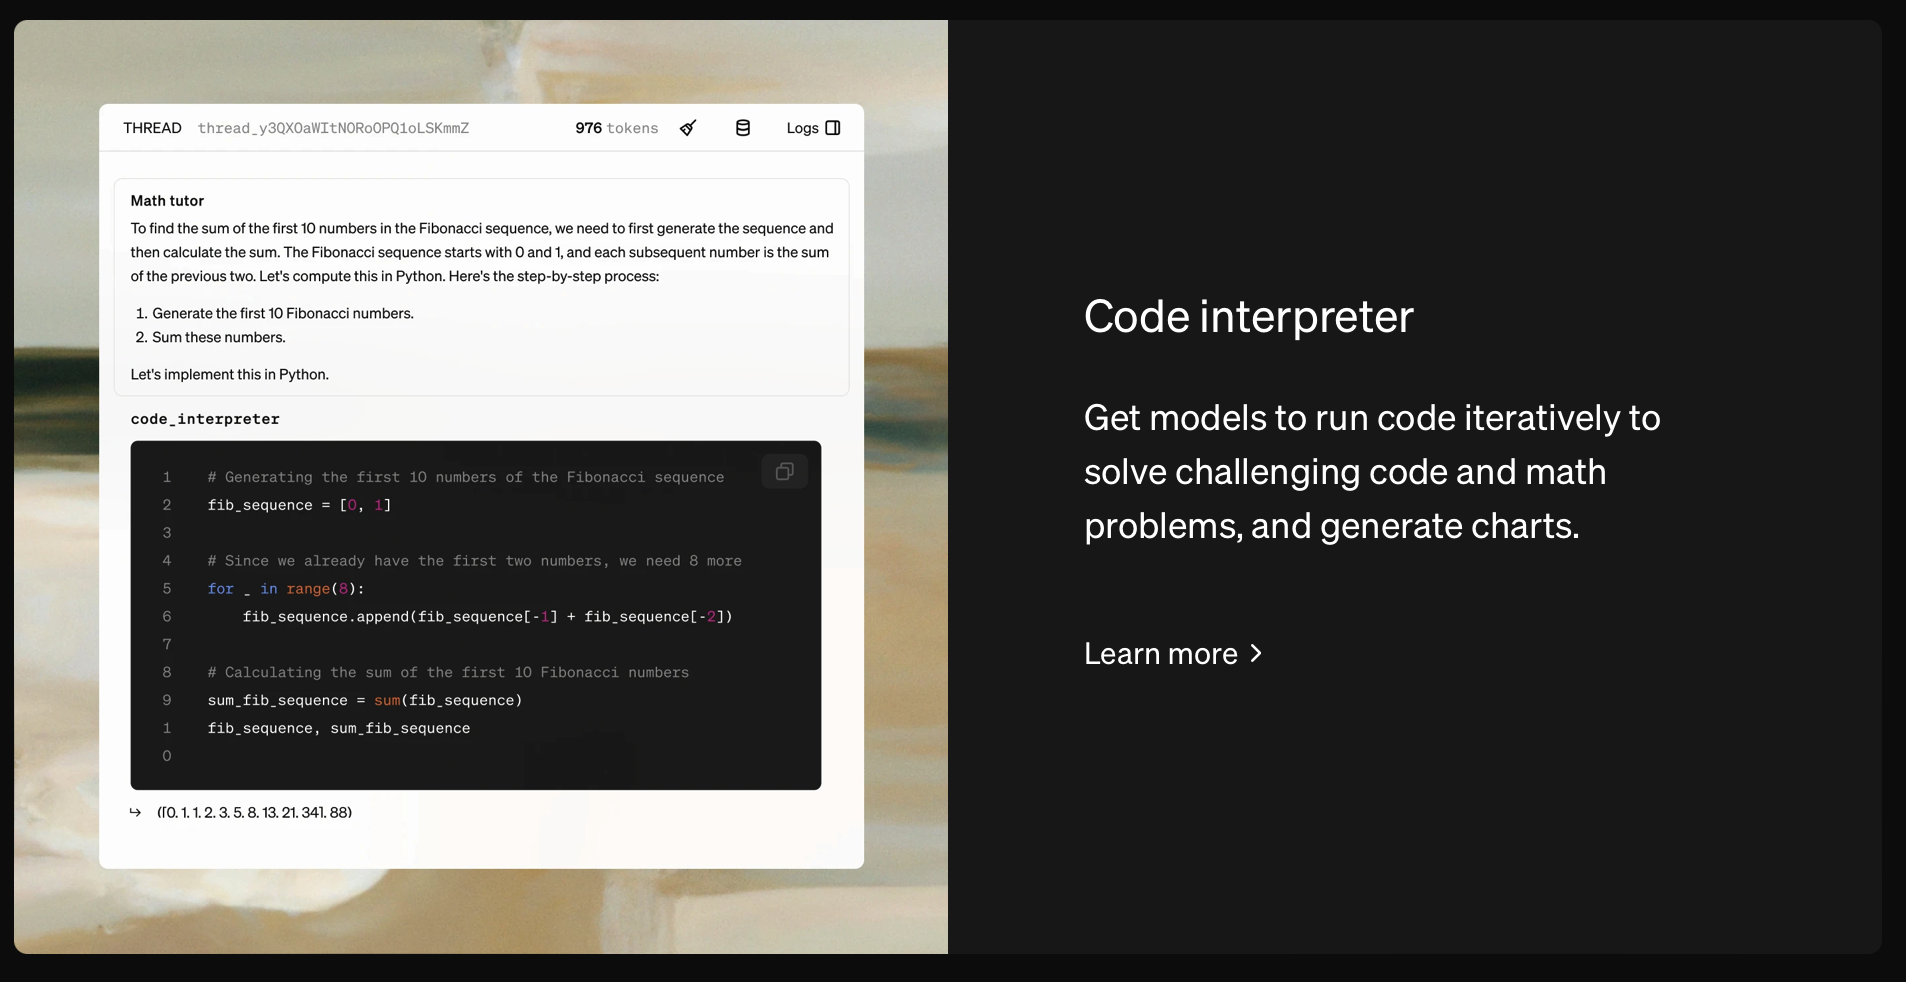 THREAD thread_y3QXOaWItNORoOPQ1oLSKmmZ 976 tokens Logs
Math tutor
To find the sum of the first 10 numbers in the Fibonacci sequence, we need to first generate the sequence and
then calculate the sum. The Fibonacci sequence starts with 0 and 1, and each subsequent number is the sum
of the previous two. Let's compute this in Python. Here's the step-by-step process:
1. Generate the first 10 Fibonacci numbers.
2. Sum these numbers.
Let's implement this in Python.
code_interpreter
1 # Generating the first 10 numbers of the Fibonacci sequence
2 fib_sequence = [0, 1]
3
4 # Since we already have the first two numbers, we need 8 more
5 for _ in range(8):
6     fib_sequence.append(fib_sequence[-1] + fib_sequence[-2])
7
8 # Calculating the sum of the first 10 Fibonacci numbers
9 sum_fib_sequence = sum(fib_sequence)
1 fib_sequence, sum_fib_sequence
0
([0, 1, 1, 2, 3, 5, 8, 13, 21, 34], 88)
Code interpreter
Get models to run code iteratively to
solve challenging code and math
problems, and generate charts.
Learn more